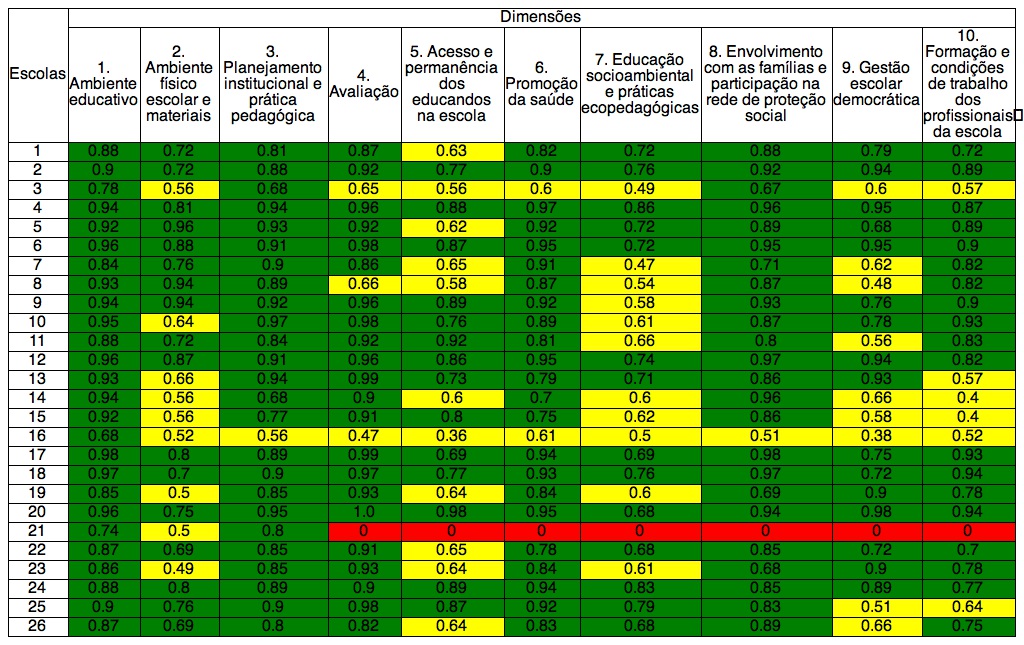 Dimensões
Escolas
1.
Ambiente
educativo
2.
Ambiente
físico
escolar e
materiais
3.
Planejamento
institucional e
prática
pedagógica
4.
Avaliação
5. Acesso e
permanência
dos
educandos
na escola
6.
Promoção
da saúde
7. Educação
socioambiental
e práticas
ecopedagógicas
8. Envolvimento
com as famílias e
participação na
rede de proteção
social
9. Gestão
escolar
democrática
10.
Formação e
condições
de trabalho
dos
profissionais
da escola
1 0.88 0.72 0.81 0.87 0.63 0.82 0.72 0.88 0.79 0.72
2 0.9 0.72 0.88 0.92 0.77 0.9 0.76 0.92 0.94 0.89
3 0.78 0.56 0.68 0.65 0.56 0.6 0.49 0.67 0.6 0.57
4 0.94 0.81 0.94 0.96 0.88 0.97 0.86 0.96 0.95 0.87
5 0.92 0.96 0.93 0.92 0.62 0.92 0.72 0.89 0.68 0.89
6 0.96 0.88 0.91 0.98 0.87 0.95 0.72 0.95 0.95 0.9
7 0.84 0.76 0.9 0.86 0.65 0.91 0.47 0.71 0.62 0.82
8 0.93 0.94 0.89 0.66 0.58 0.87 0.54 0.87 0.48 0.82
9 0.94 0.94 0.92 0.96 0.89 0.92 0.58 0.93 0.76 0.9
10 0.95 0.64 0.97 0.98 0.76 0.89 0.61 0.87 0.78 0.93
11 0.88 0.72 0.84 0.92 0.92 0.81 0.66 0.8 0.56 0.83
12 0.96 0.87 0.91 0.96 0.86 0.95 0.74 0.97 0.94 0.82
13 0.93 0.66 0.94 0.99 0.73 0.79 0.71 0.86 0.93 0.57
14 0.94 0.56 0.68 0.9 0.6 0.7 0.6 0.96 0.66 0.4
15 0.92 0.56 0.77 0.91 0.8 0.75 0.62 0.86 0.58 0.4
16 0.68 0.52 0.56 0.47 0.36 0.61 0.5 0.51 0.38 0.52
17 0.98 0.8 0.89 0.99 0.69 0.94 0.69 0.98 0.75 0.93
18 0.97 0.7 0.9 0.97 0.77 0.93 0.76 0.97 0.72 0.94
19 0.85 0.5 0.85 0.93 0.64 0.84 0.6 0.69 0.9 0.78
20 0.96 0.75 0.95 1.0 0.98 0.95 0.68 0.94 0.98 0.94
21 0.74 0.5 0.8 0 0 0 0 0 0 0
22 0.87 0.69 0.85 0.91 0.65 0.78 0.68 0.85 0.72 0.7
23 0.86 0.49 0.85 0.93 0.64 0.84 0.61 0.68 0.9 0.78
24 0.88 0.8 0.89 0.9 0.89 0.94 0.83 0.85 0.89 0.77
25 0.9 0.76 0.9 0.98 0.87 0.92 0.79 0.83 0.51 0.64
26 0.87 0.69 0.8 0.82 0.64 0.83 0.68 0.89 0.66 0.75